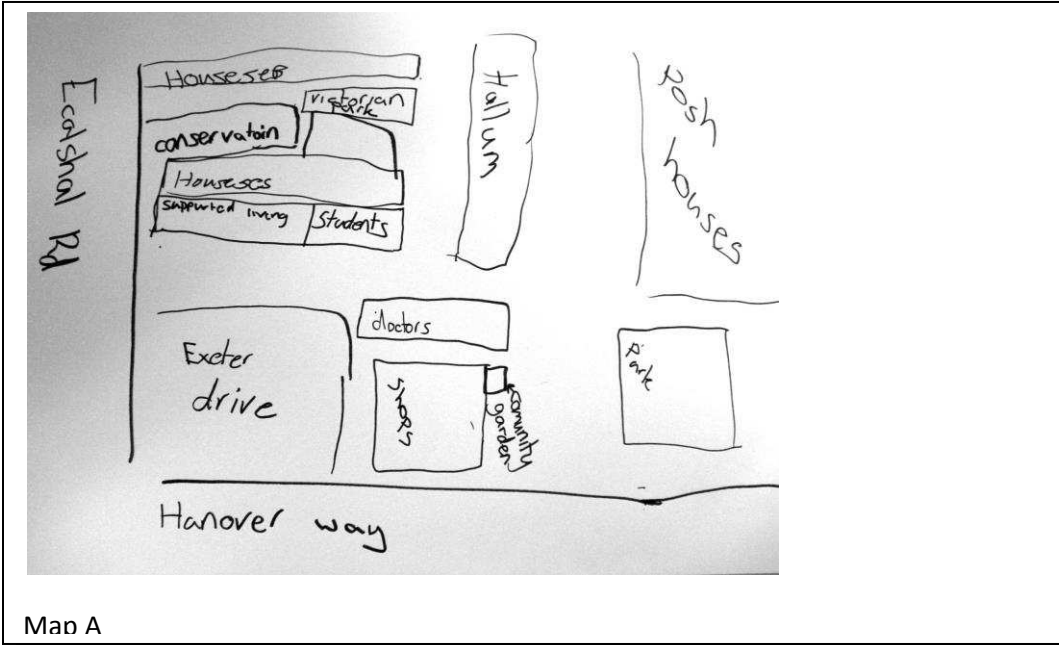 Houseses
victorian
Park
conservatoin
Houseses
supported living
Students
Ecalshal Rd
Hallum
Posh
houses
doctors
Exeter
drive
Shops
comunity
garden
Park
Hanover way
Map A